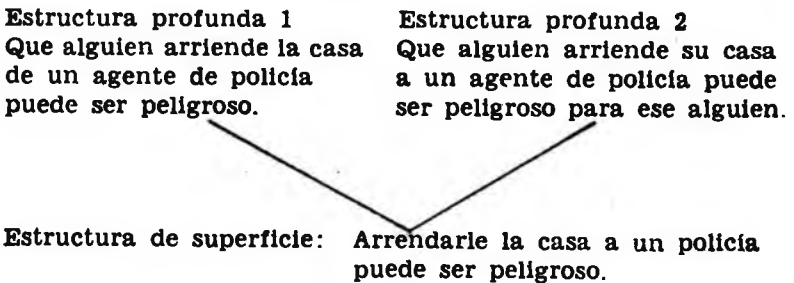 Estructura profunda 1
Que alguien arriende la casa
de un agente de policía
puede ser peligroso.
Estructura profunda 2
Que alguien arriende su casa
a un agente de policía puede
ser peligroso para ese alguien.
Estructura de superficie: Arrendarle la casa a un policía
puede ser peligroso.